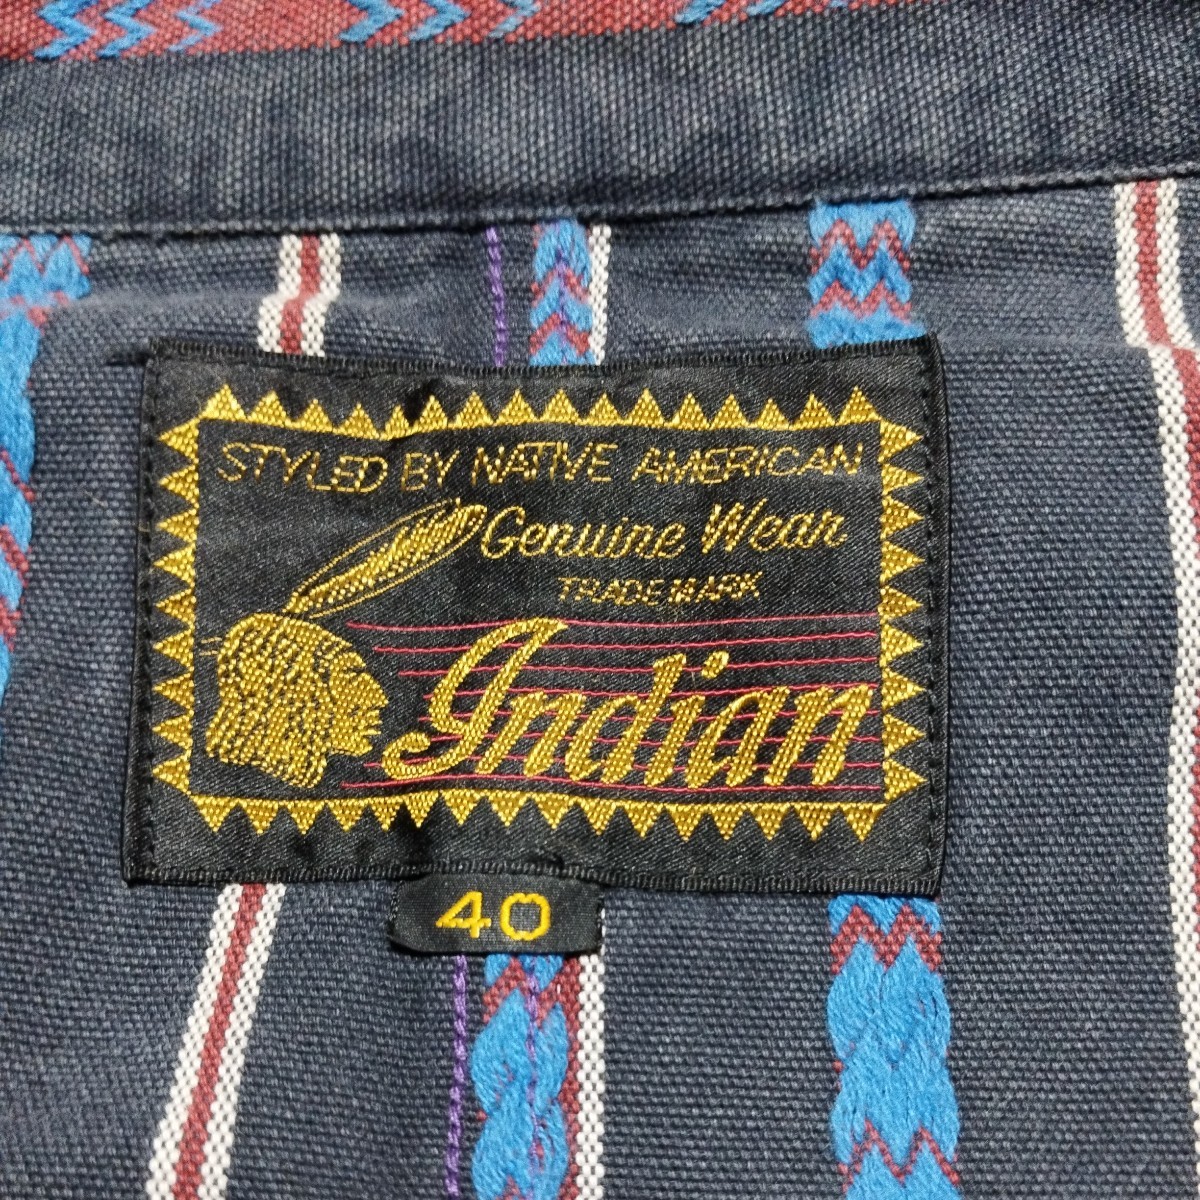 STYLED BY NATIVE AMERICAN
Genuine Wear
TRADEMARK
Indian
40